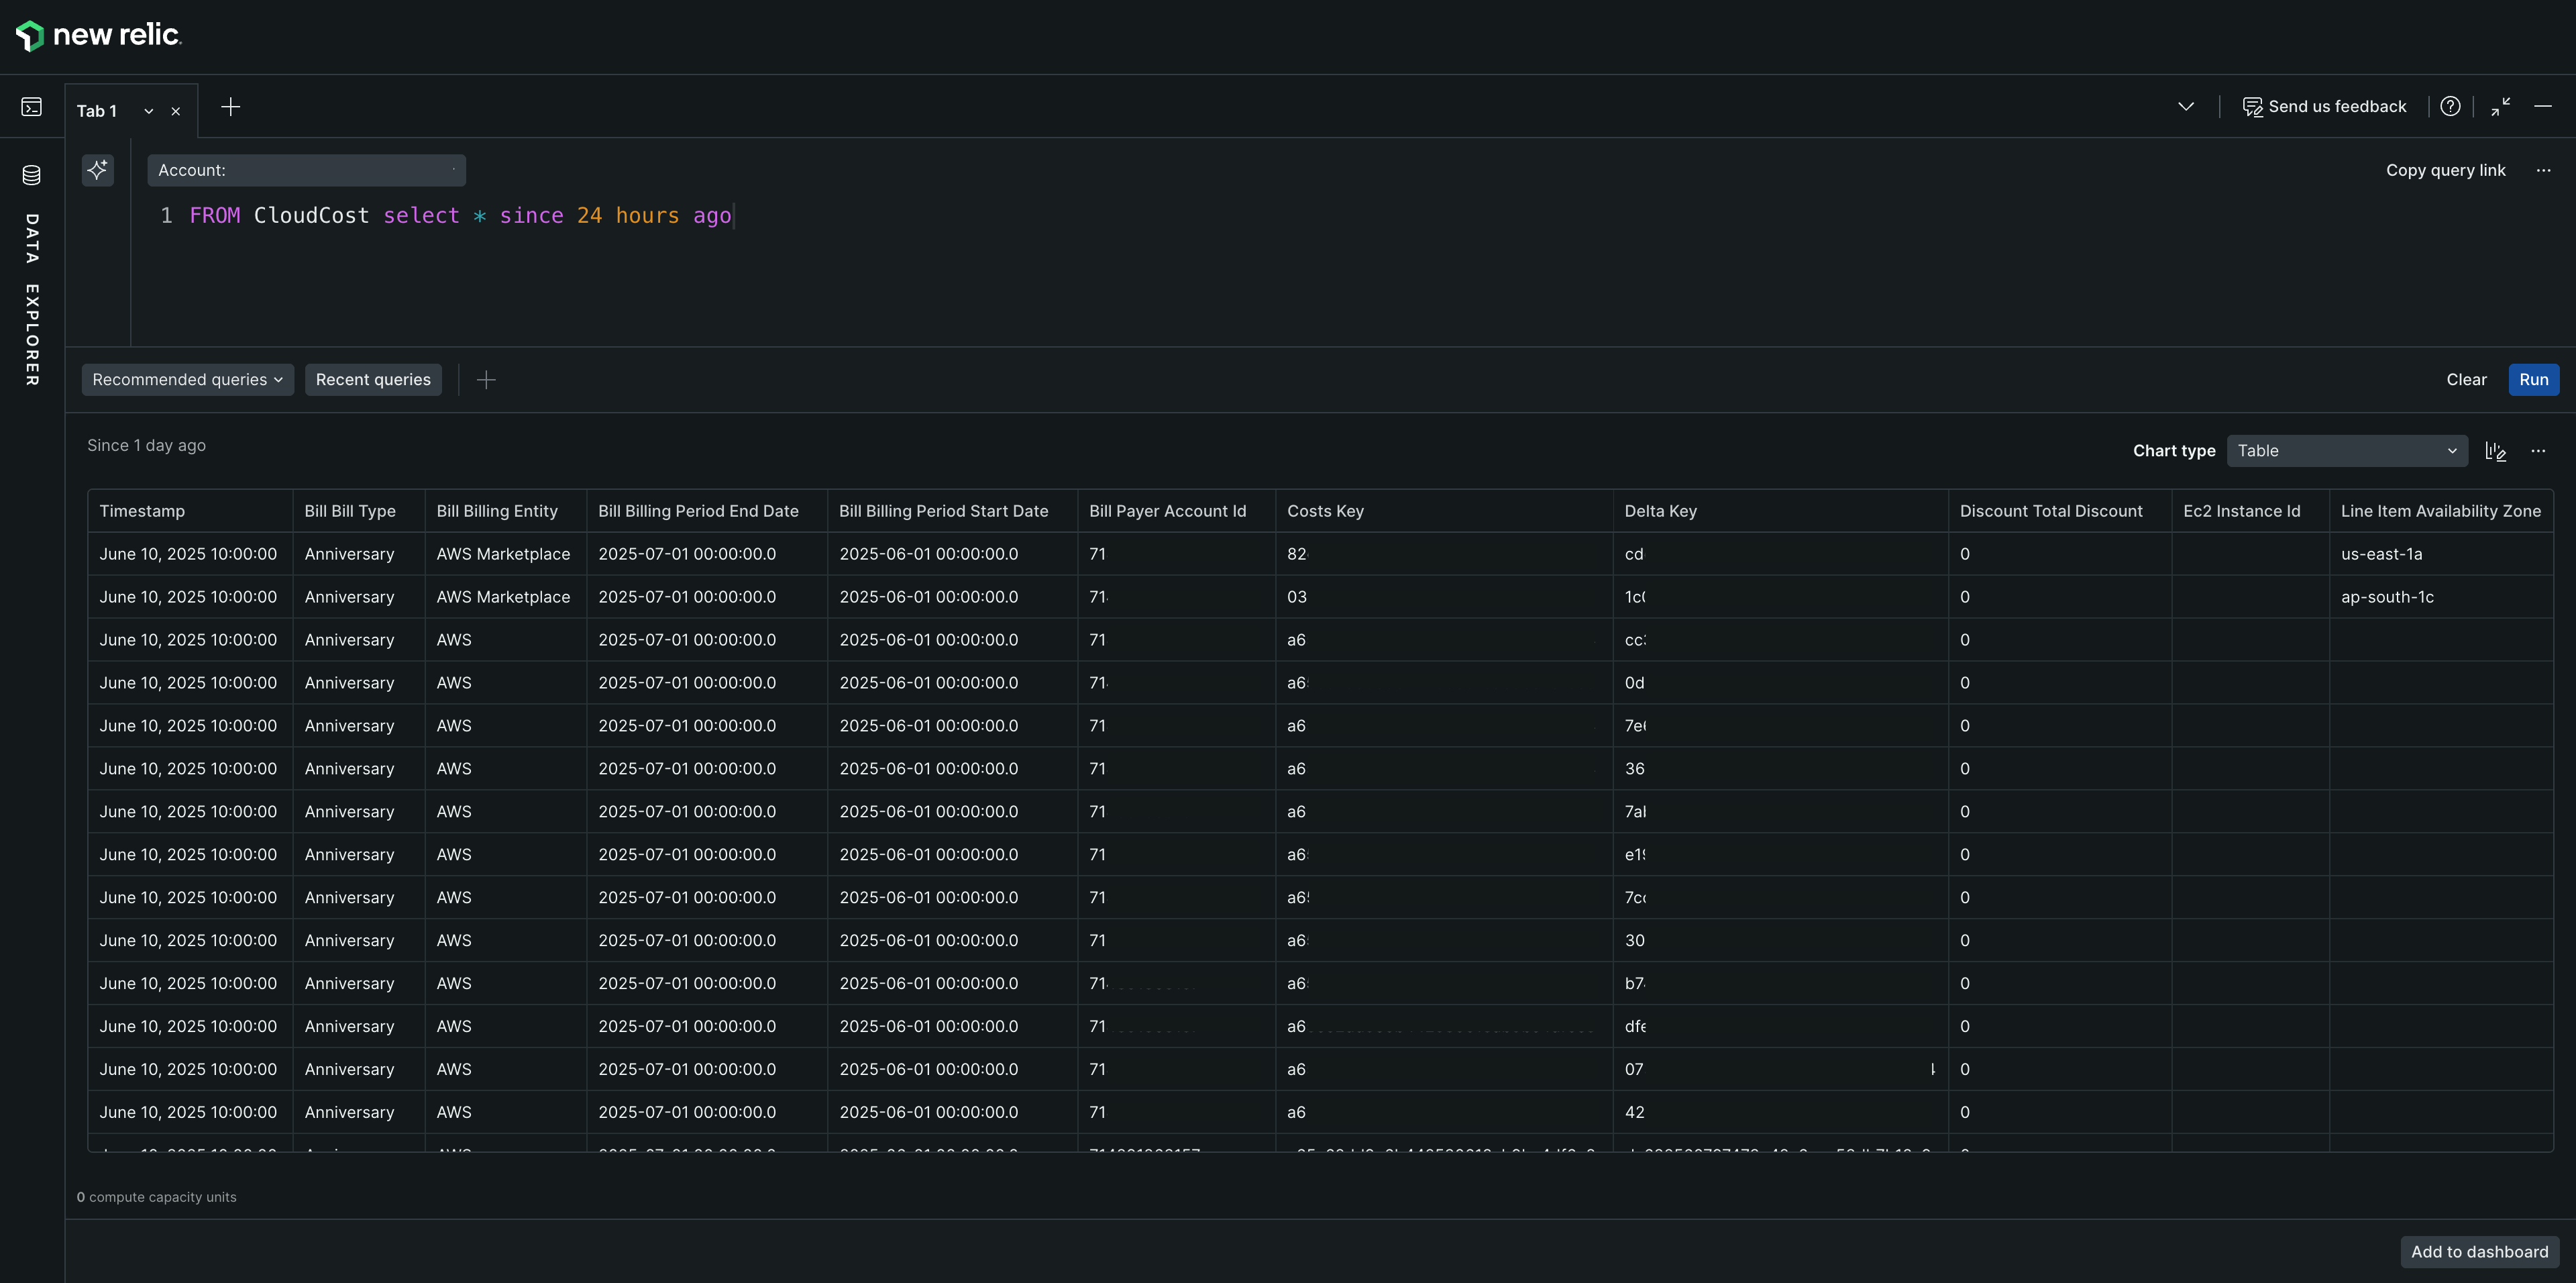 new relic.
Tab 1
Send us feedback
DATA EXPLORER
Account:
Copy query link
1 FROM CloudCost select * since 24 hours ago
Recommended queries Recent queries Clear Run
Since 1 day ago
Chart type Table
Timestamp Bill Bill Type Bill Billing Entity Bill Billing Period End Date Bill Billing Period Start Date Bill Payer Account Id Costs Key Delta Key Discount Total Discount Ec2 Instance Id Line Item Availability Zone
June 10, 2025 10:00:00 Anniversary AWS Marketplace 2025-07-01 00:00:00.0 2025-06-01 00:00:00.0 71 82 cd 0 us-east-1a
June 10, 2025 10:00:00 Anniversary AWS Marketplace 2025-07-01 00:00:00.0 2025-06-01 00:00:00.0 71 03 1c 0 ap-south-1c
June 10, 2025 10:00:00 Anniversary AWS 2025-07-01 00:00:00.0 2025-06-01 00:00:00.0 71 a6 cc 0
June 10, 2025 10:00:00 Anniversary AWS 2025-07-01 00:00:00.0 2025-06-01 00:00:00.0 71 a6 0d 0
June 10, 2025 10:00:00 Anniversary AWS 2025-07-01 00:00:00.0 2025-06-01 00:00:00.0 71 a6 7e 0
June 10, 2025 10:00:00 Anniversary AWS 2025-07-01 00:00:00.0 2025-06-01 00:00:00.0 71 a6 36 0
June 10, 2025 10:00:00 Anniversary AWS 2025-07-01 00:00:00.0 2025-06-01 00:00:00.0 71 a6 7a 0
June 10, 2025 10:00:00 Anniversary AWS 2025-07-01 00:00:00.0 2025-06-01 00:00:00.0 71 a6 e1 0
June 10, 2025 10:00:00 Anniversary AWS 2025-07-01 00:00:00.0 2025-06-01 00:00:00.0 71 a6 7c 0
June 10, 2025 10:00:00 Anniversary AWS 2025-07-01 00:00:00.0 2025-06-01 00:00:00.0 71 a6 30 0
June 10, 2025 10:00:00 Anniversary AWS 2025-07-01 00:00:00.0 2025-06-01 00:00:00.0 71 a6 b7 0
June 10, 2025 10:00:00 Anniversary AWS 2025-07-01 00:00:00.0 2025-06-01 00:00:00.0 71 a6 df 0
June 10, 2025 10:00:00 Anniversary AWS 2025-07-01 00:00:00.0 2025-06-01 00:00:00.0 71 a6 07 0
June 10, 2025 10:00:00 Anniversary AWS 2025-07-01 00:00:00.0 2025-06-01 00:00:00.0 71 a6 42 0
0 compute capacity units
Add to dashboard